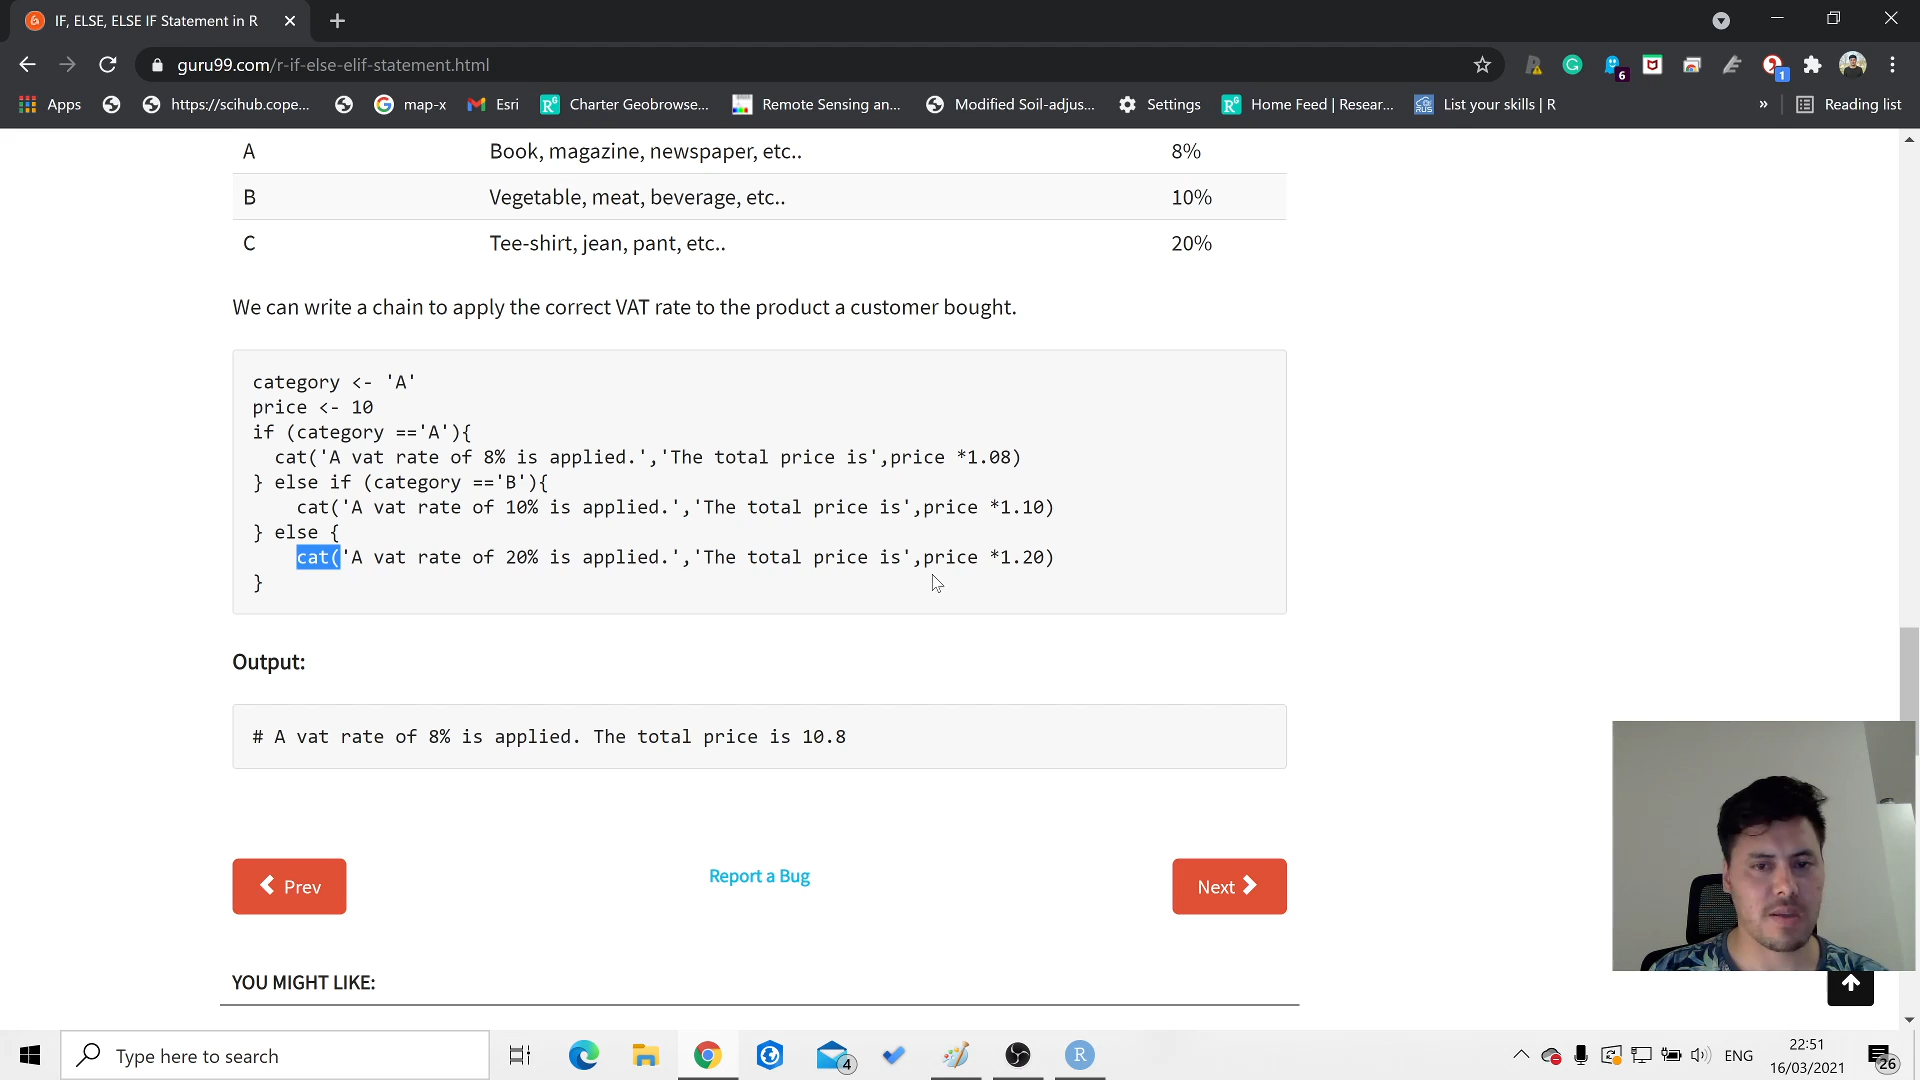 IF, ELSE, ELSE IF Statement in R
guru99.com/r-if-else-elif-statement.html
6
1
Apps
https://scihub.cope...
map-x
Esri
Charter Geobrowse...
Remote Sensing an...
Modified Soil-adjus...
Settings
Home Feed | Resear...
List your skills | R
»
Reading list
A Book, magazine, newspaper, etc.. 8%
B Vegetable, meat, beverage, etc.. 10%
C Tee-shirt, jean, pant, etc.. 20%
We can write a chain to apply the correct VAT rate to the product a customer bought.
category <- 'A'
price <- 10
if (category =='A'){
cat('A vat rate of 8% is applied.','The total price is',price *1.08)
} else if (category =='B'){
cat('A vat rate of 10% is applied.','The total price is',price *1.10)
} else {
cat('A vat rate of 20% is applied.','The total price is',price *1.20)
}
Output:
# A vat rate of 8% is applied. The total price is 10.8
Prev
Report a Bug
Next
YOU MIGHT LIKE:
Type here to search
4
R
ENG
22:51
16/03/2021
26